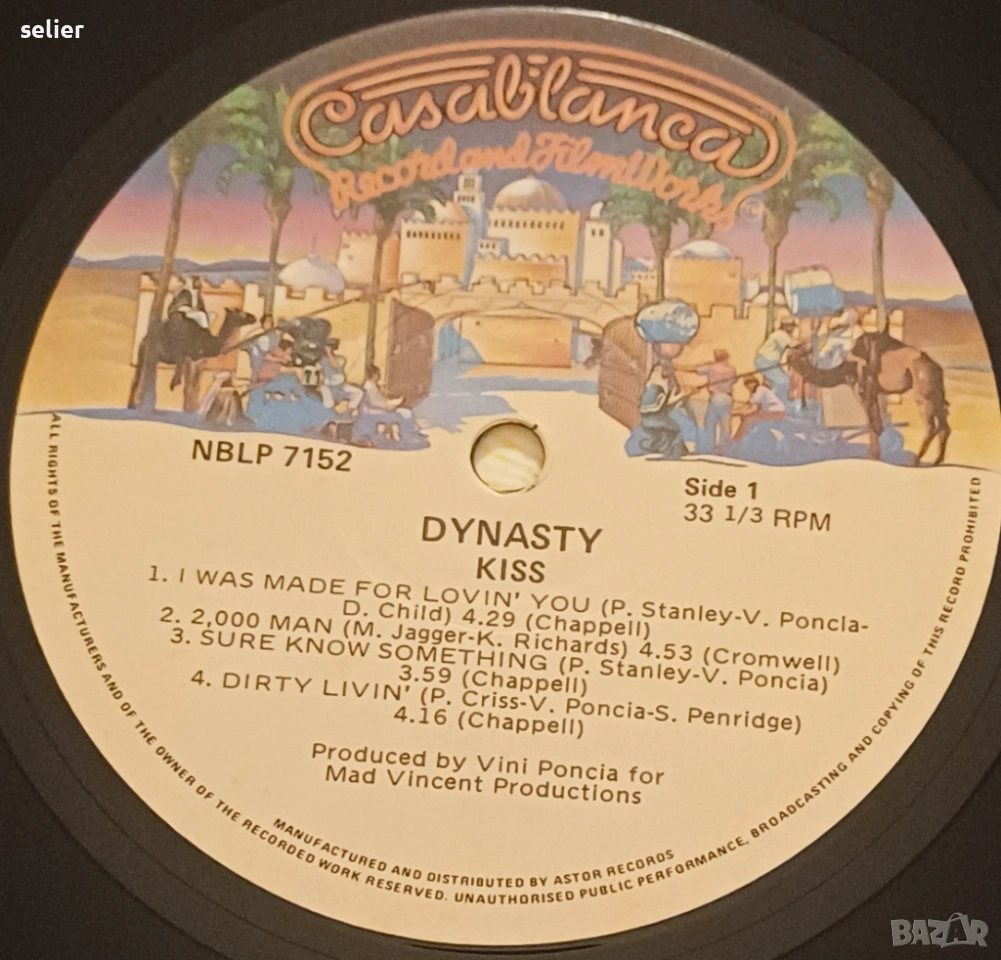 selier
Casablanca
Record and FilmWorks
NBLP 7152
Side 1
33 1/3 RPM
DYNASTY
KISS
1. I WAS MADE FOR LOVIN' YOU (P. Stanley-V. Poncia-
D. Child) 4.29 (Chappell)
2. 2,000 MAN (M. Jagger-K. Richards) 4.53 (Cromwell)
3. SURE KNOW SOMETHING (P. Stanley-V. Poncia)
3.59 (Chappell)
4. DIRTY LIVIN' (P. Criss-V. Poncia-S. Penridge)
4.16 (Chappell)
Produced by Vini Poncia for
Mad Vincent Productions
MANUFACTURED AND DISTRIBUTED BY ASTOR RECORDS
ALL RIGHTS OF THE MANUFACTURERS AND OF THE OWNER OF THE RECORDED WORK RESERVED. UNAUTHORISED PUBLIC PERFORMANCE, BROADCASTING AND COPYING OF THIS RECORD PROHIBITED
BAZAR